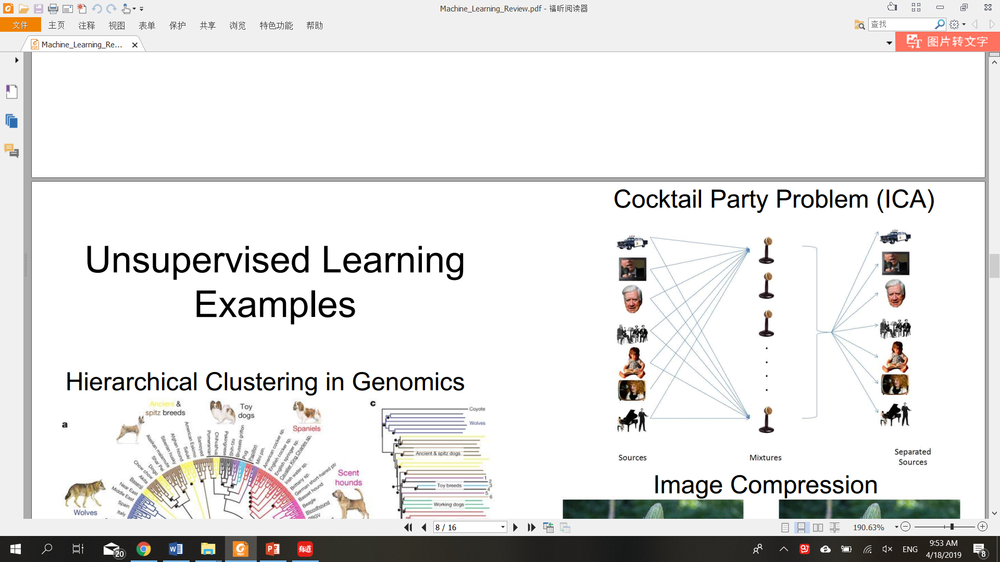 Machine_Learning_Review.pdf - 福昕阅读器
文件 主页 注释 视图 表单 保护 共享 浏览 特色功能 帮助
查找
Machine_Learning_Re...
图片转文字
Unsupervised Learning
Examples
Hierarchical Clustering in Genomics
a
Ancient &
spitz breeds
Toy
dogs
Spaniels
Scent
hounds
Wolves
Italy
Spain
Middle East
Near East
Basenji
Akita
Chow chow
Dingo
Shar Pei
Alaskan malamute
Siberian husky
Afghan hound
Saluki
American Eskimo
Samoyed
Pomeranian
Chihuahua
Pekingnese
Shih-tzu
Brussels griffon
Pug
Papillon
Mini pin.
American cocker sp.
English cocker sp.
English springer sp.
Cavalier King Charles sp.
Irish water sp.
Brittany sp.
German short-haired ptr
Basset hound
Beagle
Bloodhound
PBGV
c
Coyote
Wolves
Ancient & spitz dogs
1
2
Toy breeds
3
4
5
6
Working dogs
Cocktail Party Problem (ICA)
Sources
Mixtures
Separated
Sources
Image Compression
8 / 16
190.63%
20
有道
ENG
9:53 AM
4/18/2019
8